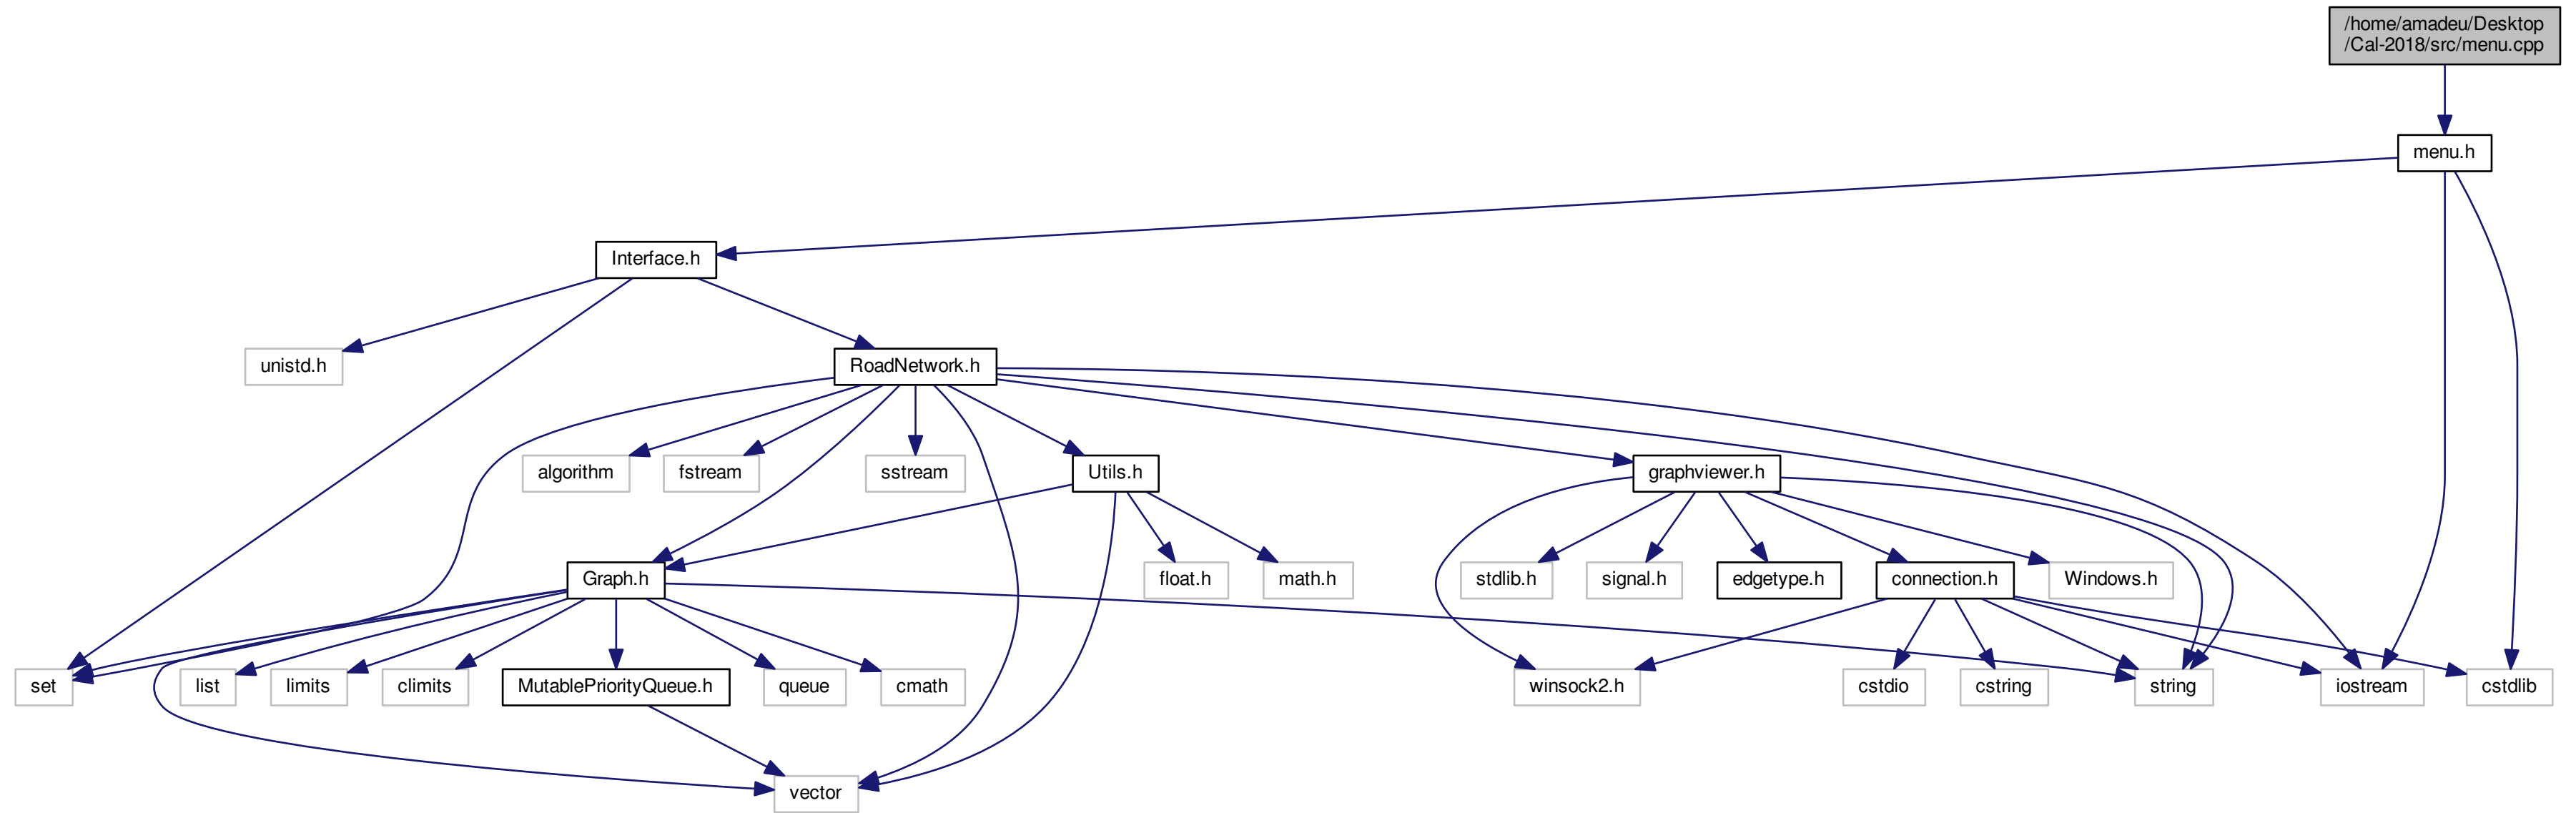 /home/amadeu/Desktop
/Cal-2018/src/menu.cpp
menu.h
Interface.h
unistd.h
RoadNetwork.h
algorithm
fstream
sstream
Utils.h
graphviewer.h
Graph.h
float.h
math.h
stdlib.h
signal.h
edgetype.h
connection.h
Windows.h
set
list
limits
climits
MutablePriorityQueue.h
queue
cmath
winsock2.h
cstdio
cstring
string
iostream
cstdlib
vector